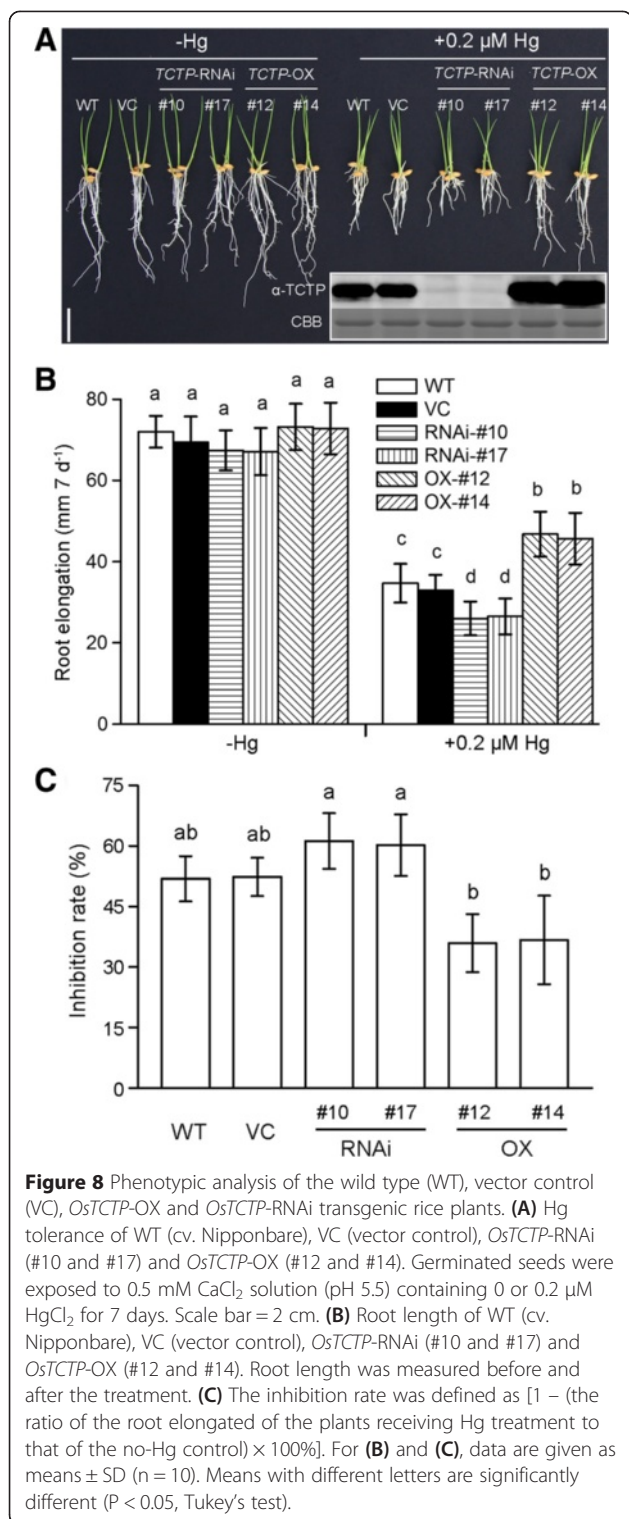 A
-Hg
+0.2 µM Hg
TCTP-RNAi
TCTP-OX
TCTP-RNAi
TCTP-OX
WT
VC
#10
#17
#12
#14
WT
VC
#10
#17
#12
#14
α-TCTP
CBB
B
Root elongation (mm 7 d⁻¹)
80
60
40
20
0
a
a
a
a
a
a
c
c
d
d
b
b
WT
VC
RNAi-#10
RNAi-#17
OX-#12
OX-#14
-Hg
+0.2 µM Hg
C
Inhibition rate (%)
75
60
45
30
15
0
ab
ab
a
a
b
b
WT
VC
#10
#17
#12
#14
RNAi
OX
Figure 8 Phenotypic analysis of the wild type (WT), vector control
(VC), OsTCTP-OX and OsTCTP-RNAi transgenic rice plants. (A) Hg
tolerance of WT (cv. Nipponbare), VC (vector control), OsTCTP-RNAi
(#10 and #17) and OsTCTP-OX (#12 and #14). Germinated seeds were
exposed to 0.5 mM CaCl₂ solution (pH 5.5) containing 0 or 0.2 μM
HgCl₂ for 7 days. Scale bar = 2 cm. (B) Root length of WT (cv.
Nipponbare), VC (vector control), OsTCTP-RNAi (#10 and #17) and
OsTCTP-OX (#12 and #14). Root length was measured before and
after the treatment. (C) The inhibition rate was defined as [1 – (the
ratio of the root elongated of the plants receiving Hg treatment to
that of the no-Hg control) × 100%]. For (B) and (C), data are given as
means ± SD (n = 10). Means with different letters are significantly
different (P < 0.05, Tukey's test).